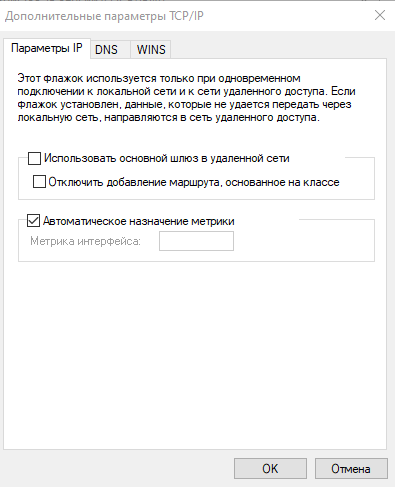 Дополнительные параметры TCP/IP
Параметры IP
DNS
WINS
Этот флажок используется только при одновременном
подключении к локальной сети и к сети удаленного доступа. Если
флажок установлен, данные, которые не удается передать через
локальную сеть, направляются в сеть удаленного доступа.
Использовать основной шлюз в удаленной сети
Отключить добавление маршрута, основанное на классе
Автоматическое назначение метрики
Метрика интерфейса:
OK
Отмена